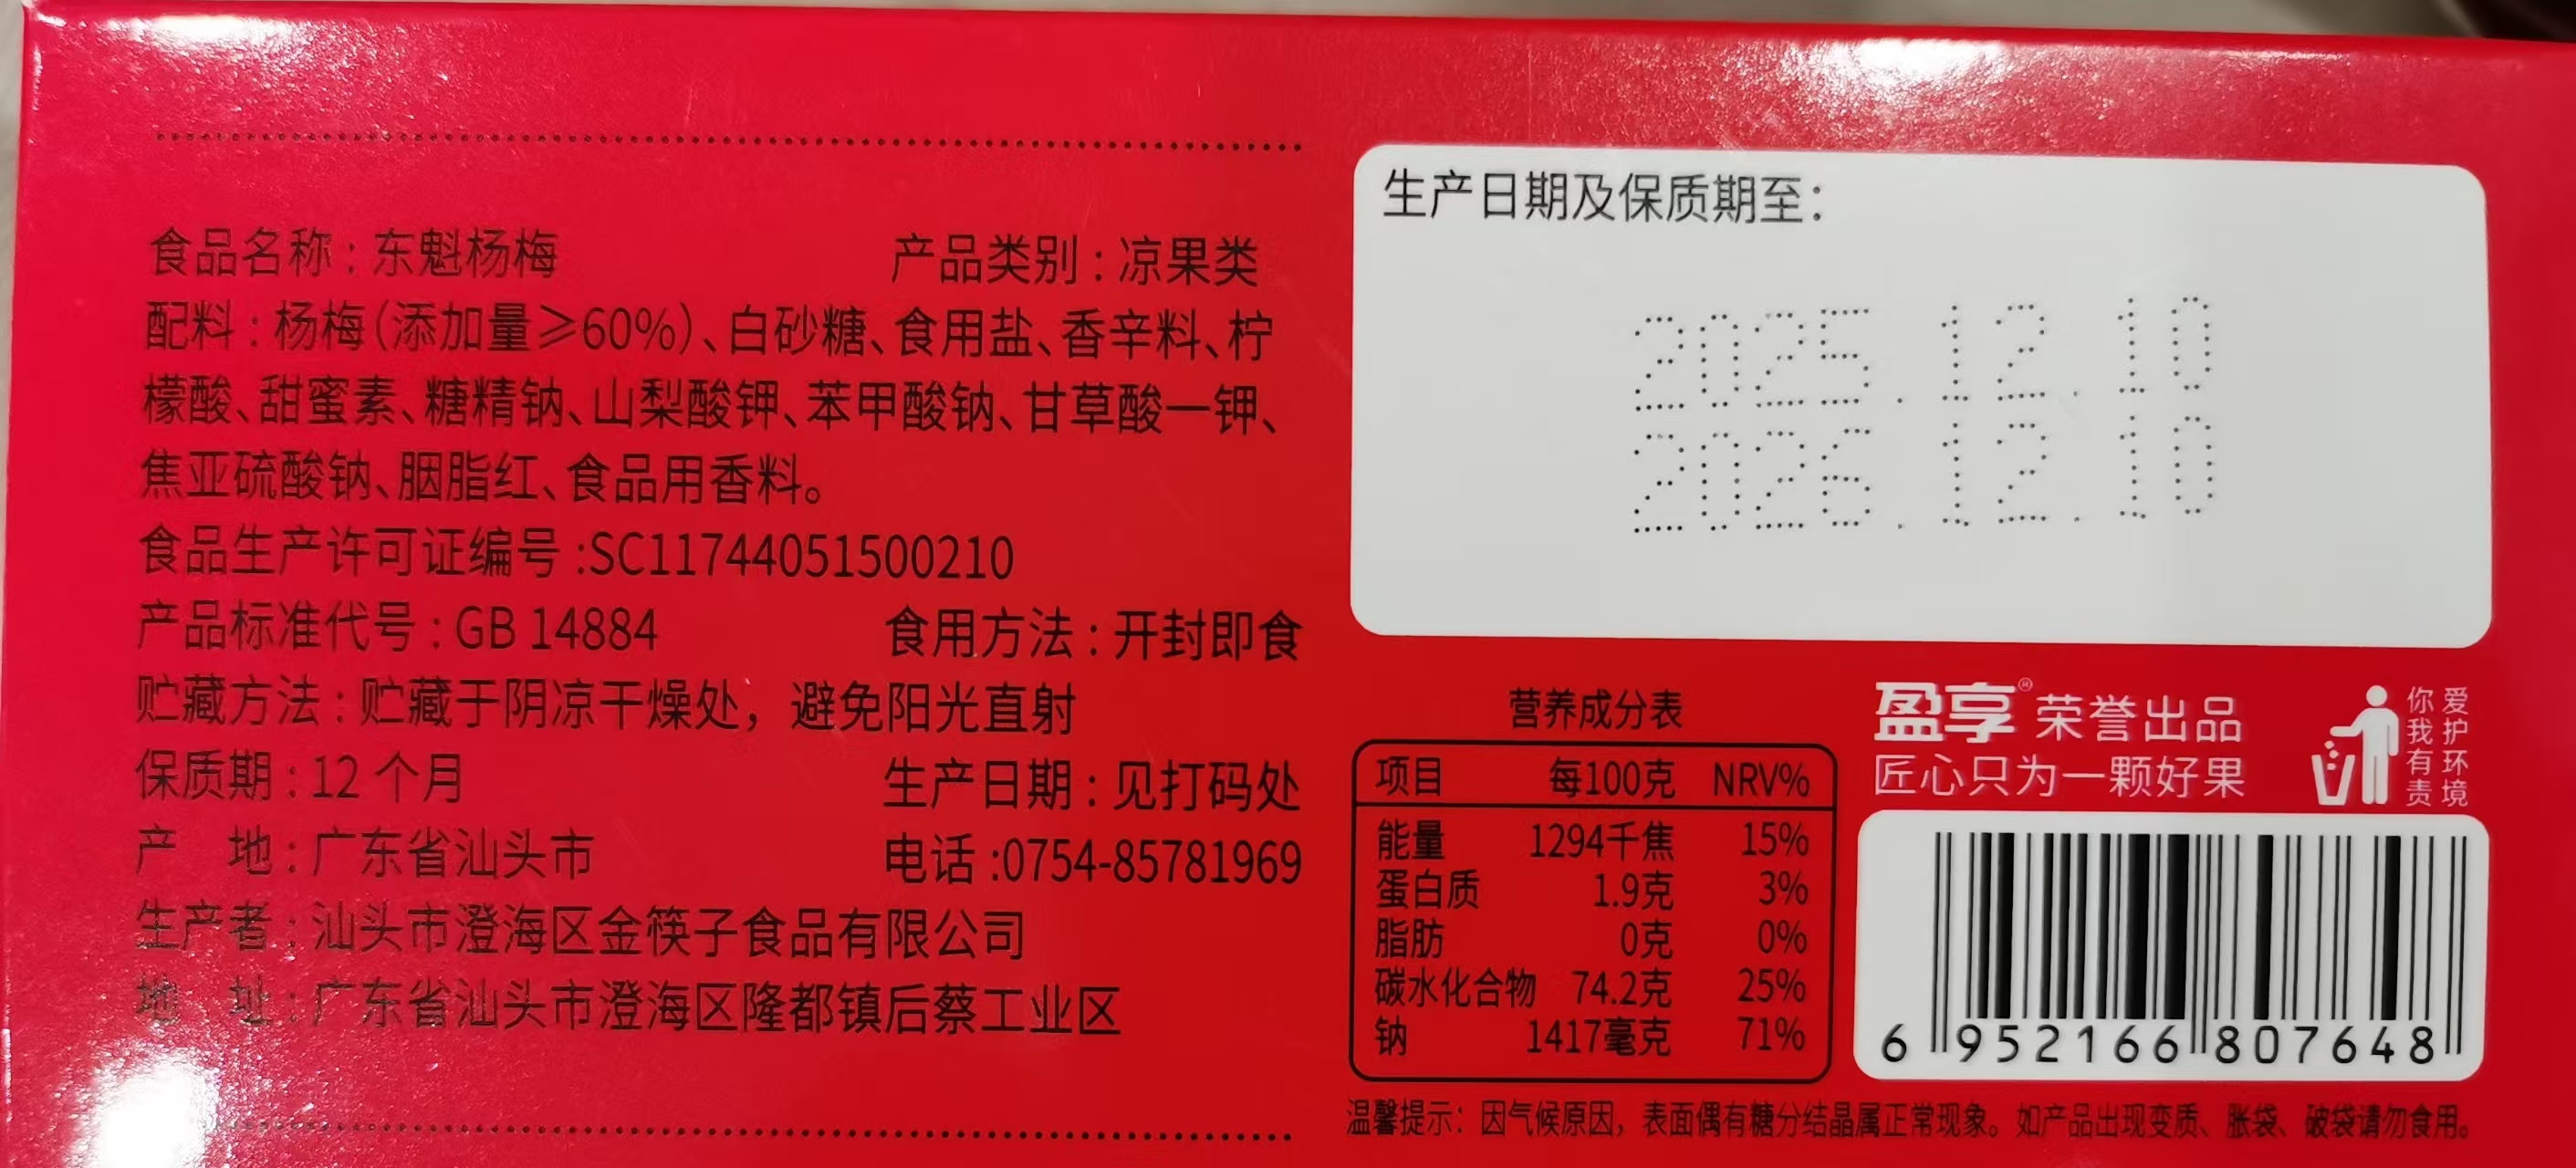 食品名称：东魁杨梅 产品类别：凉果类
配料：杨梅（添加量≥60%）、白砂糖、食用盐、香辛料、柠
檬酸、甜蜜素、糖精钠、山梨酸钾、苯甲酸钠、甘草酸一钾、
焦亚硫酸钠、胭脂红、食品用香料。
食品生产许可证编号:SC11744051500210
产品标准代号：GB 14884 食用方法：开封即食
贮藏方法：贮藏于阴凉干燥处，避免阳光直射
保质期：12 个月 生产日期：见打码处
产 地：广东省汕头市 电话:0754-85781969
生产者：汕头市澄海区金筷子食品有限公司
地 址：广东省汕头市澄海区隆都镇后蔡工业区
生产日期及保质期至：
2025.12.10
2026.12.10
营养成分表
项目 每100克 NRV%
能量 1294千焦 15%
蛋白质 1.9克 3%
脂肪 0克 0%
碳水化合物 74.2克 25%
钠 1417毫克 71%
盈享® 荣誉出品
匠心只为一颗好果
爱护环境
你我有责
6 952166 807648
温馨提示：因气候原因，表面偶有糖分结晶属正常现象。如产品出现变质、胀袋、破袋请勿食用。